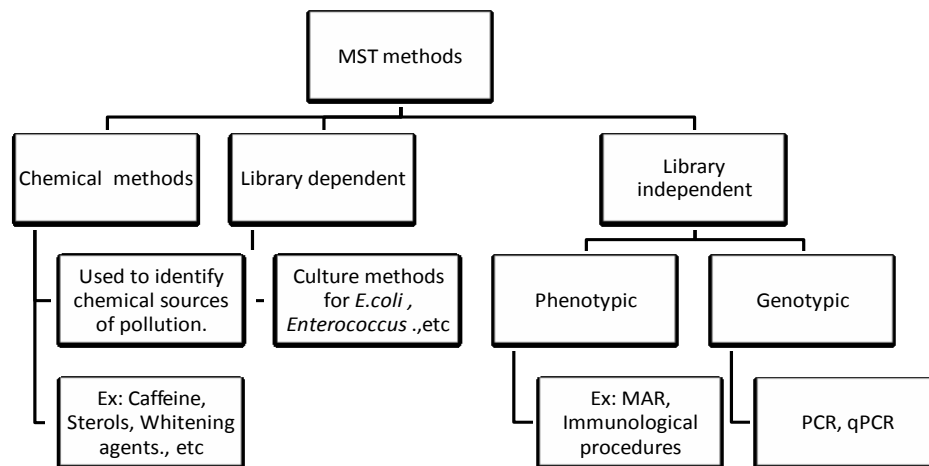 MST methods
Chemical methods
Library dependent
Library
independent
Used to identify
chemical sources
of pollution.
Culture methods
for E.coli ,
Enterococcus .,etc
Phenotypic
Genotypic
Ex: Caffeine,
Sterols, Whitening
agents., etc
Ex: MAR,
Immunological
procedures
PCR, qPCR